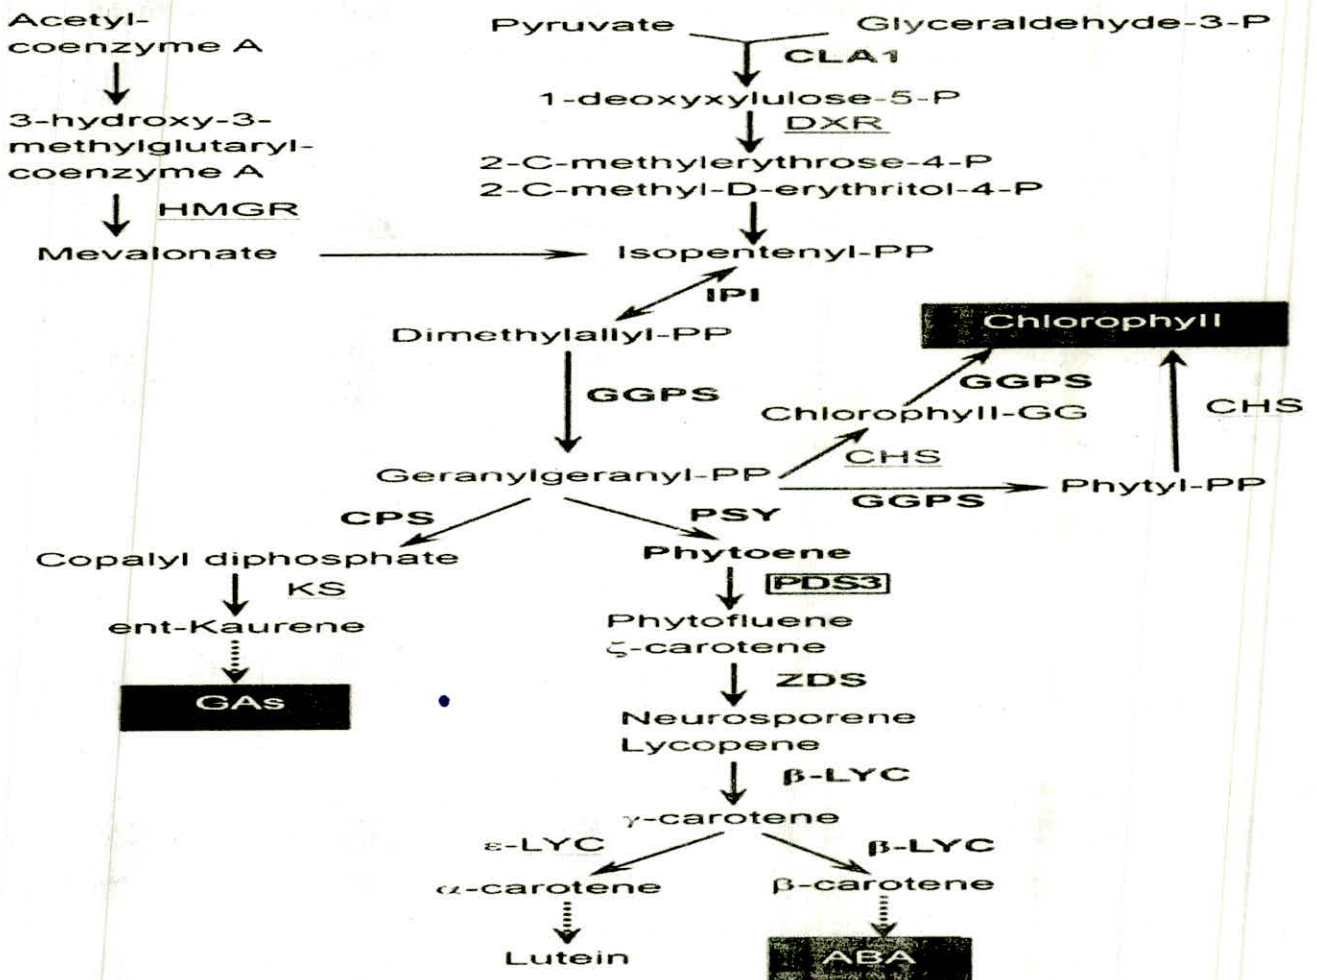 Acetyl-
coenzyme A
Pyruvate
Glyceraldehyde-3-P
CLA1
1-deoxyxylulose-5-P
DXR
3-hydroxy-3-
methylglutaryl-
coenzyme A
2-C-methylerythrose-4-P
2-C-methyl-D-erythritol-4-P
HMGR
Mevalonate
Isopentenyl-PP
IPI
Dimethylallyl-PP
Chlorophyll
GGPS
GGPS
Chlorophyll-GG
CHS
CHS
Geranylgeranyl-PP
GGPS
Phytyl-PP
CPS
PSY
Copalyl diphosphate
Phytoene
KS
PDS3
ent-Kaurene
Phytofluene
ζ-carotene
GAs
ZDS
Neurosporene
Lycopene
β-LYC
γ-carotene
ε-LYC
β-LYC
α-carotene
β-carotene
Lutein
ABA